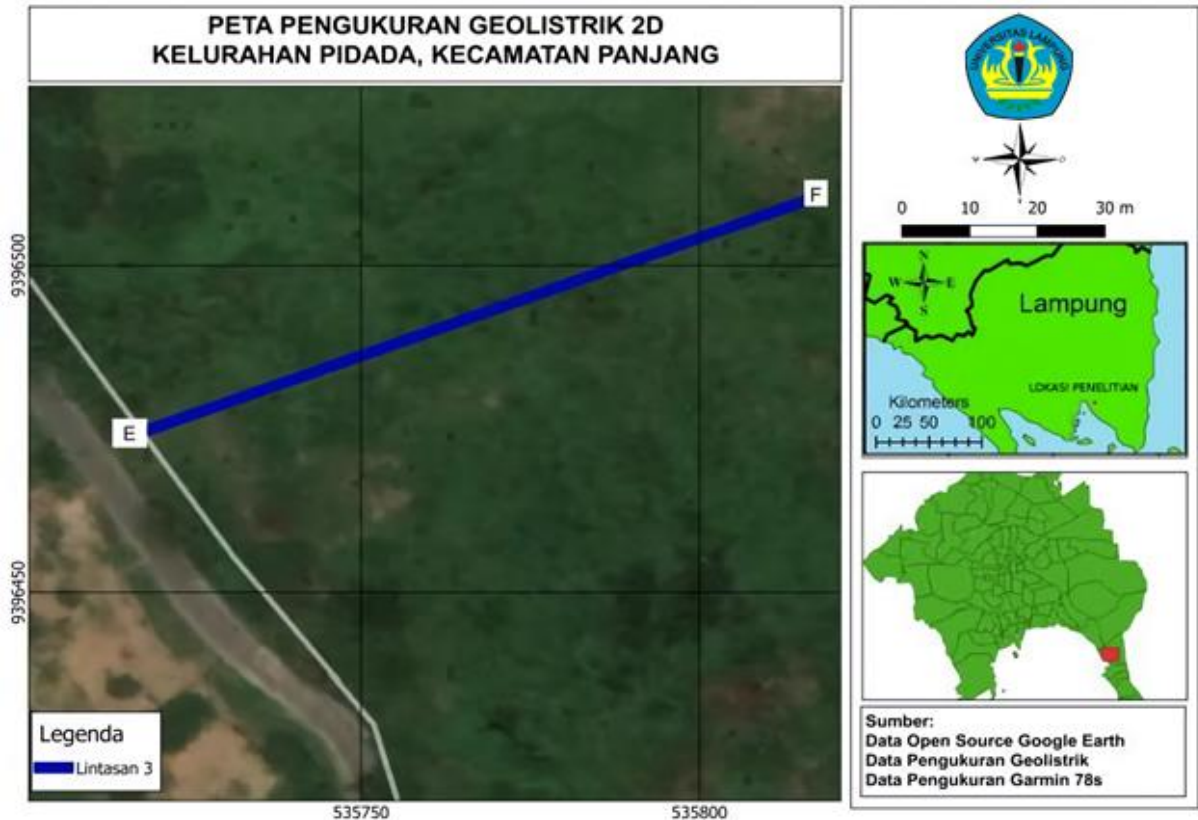 PETA PENGUKURAN GEOLISTRIK 2D
KELURAHAN PIDADA, KECAMATAN PANJANG
F
E
9396500
9396450
535750
535800
Legenda
Lintasan 3
UNIVERSITAS LAMPUNG
W
O
0 10 20 30 m
N
W E
S
Lampung
LOKASI PENELITIAN
Kilometers
0 25 50 100
Sumber:
Data Open Source Google Earth
Data Pengukuran Geolistrik
Data Pengukuran Garmin 78s